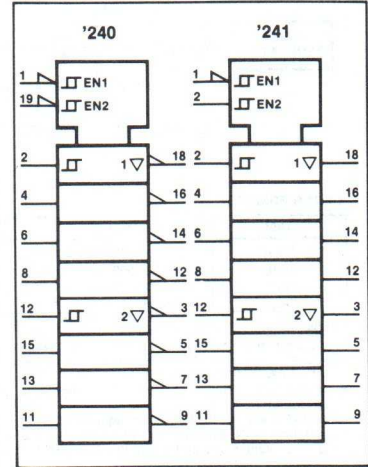 '240 '241
1 EN1 1 EN1
19 EN2 2 EN2
2 1 18 2 1 18
4 16 4 16
6 14 6 14
8 12 8 12
12 2 3 12 2 3
15 5 15 5
13 7 13 7
11 9 11 9